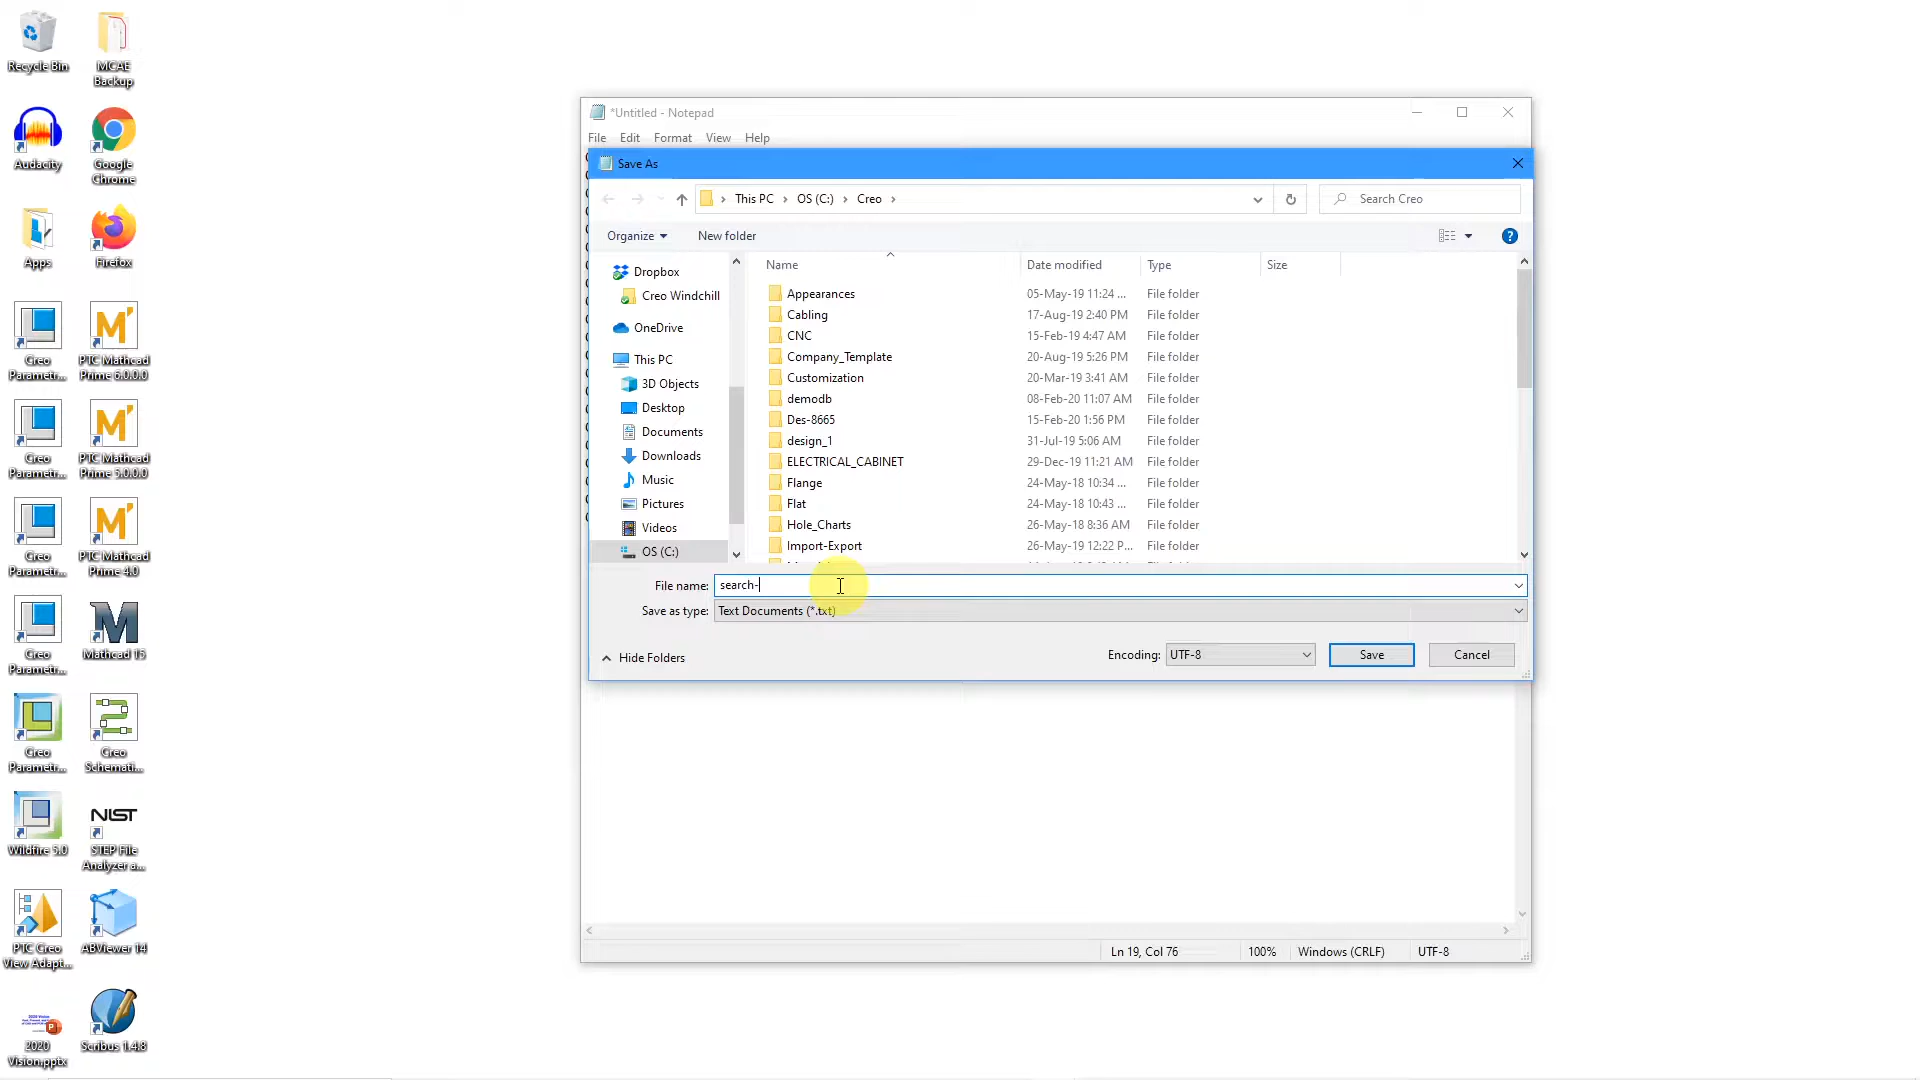 Recycle Bin
MCAE Backup
Audacity
Google Chrome
Apps
Firefox
Creo Parametr...
PTC Mathcad Prime 6.0.0.0
Creo Parametr...
PTC Mathcad Prime 5.0.0.0
Creo Parametr...
PTC Mathcad Prime 4.0
Creo Parametr...
Mathcad 15
Creo Parametr...
Creo Schemati...
Wildfire 5.0
NIST
STEP File Analyzer a...
PTC Creo View Adapt...
ABViewer 14
2020 Vision.pptx
Scribus 1.4.8
*Untitled - Notepad
File Edit Format View Help
Save As
This PC > OS (C:) > Creo >
Search Creo
Organize New folder
Dropbox
Creo Windchill
OneDrive
This PC
3D Objects
Desktop
Documents
Downloads
Music
Pictures
Videos
OS (C:)
Name Date modified Type Size
Appearances 05-May-19 11:24 ... File folder
Cabling 17-Aug-19 2:40 PM File folder
CNC 15-Feb-19 4:47 AM File folder
Company_Template 20-Aug-19 5:26 PM File folder
Customization 20-Mar-19 3:41 AM File folder
demodb 08-Feb-20 11:07 AM File folder
Des-8665 15-Feb-20 1:56 PM File folder
design_1 31-Jul-19 5:06 AM File folder
ELECTRICAL_CABINET 29-Dec-19 11:21 AM File folder
Flange 24-May-18 10:34 ... File folder
Flat 24-May-18 10:43 ... File folder
Hole_Charts 26-May-18 8:36 AM File folder
Import-Export 26-May-19 12:22 P... File folder
File name: search-
Save as type: Text Documents (*.txt)
Hide Folders
Encoding: UTF-8 Save Cancel
Ln 19, Col 76 100% Windows (CRLF) UTF-8